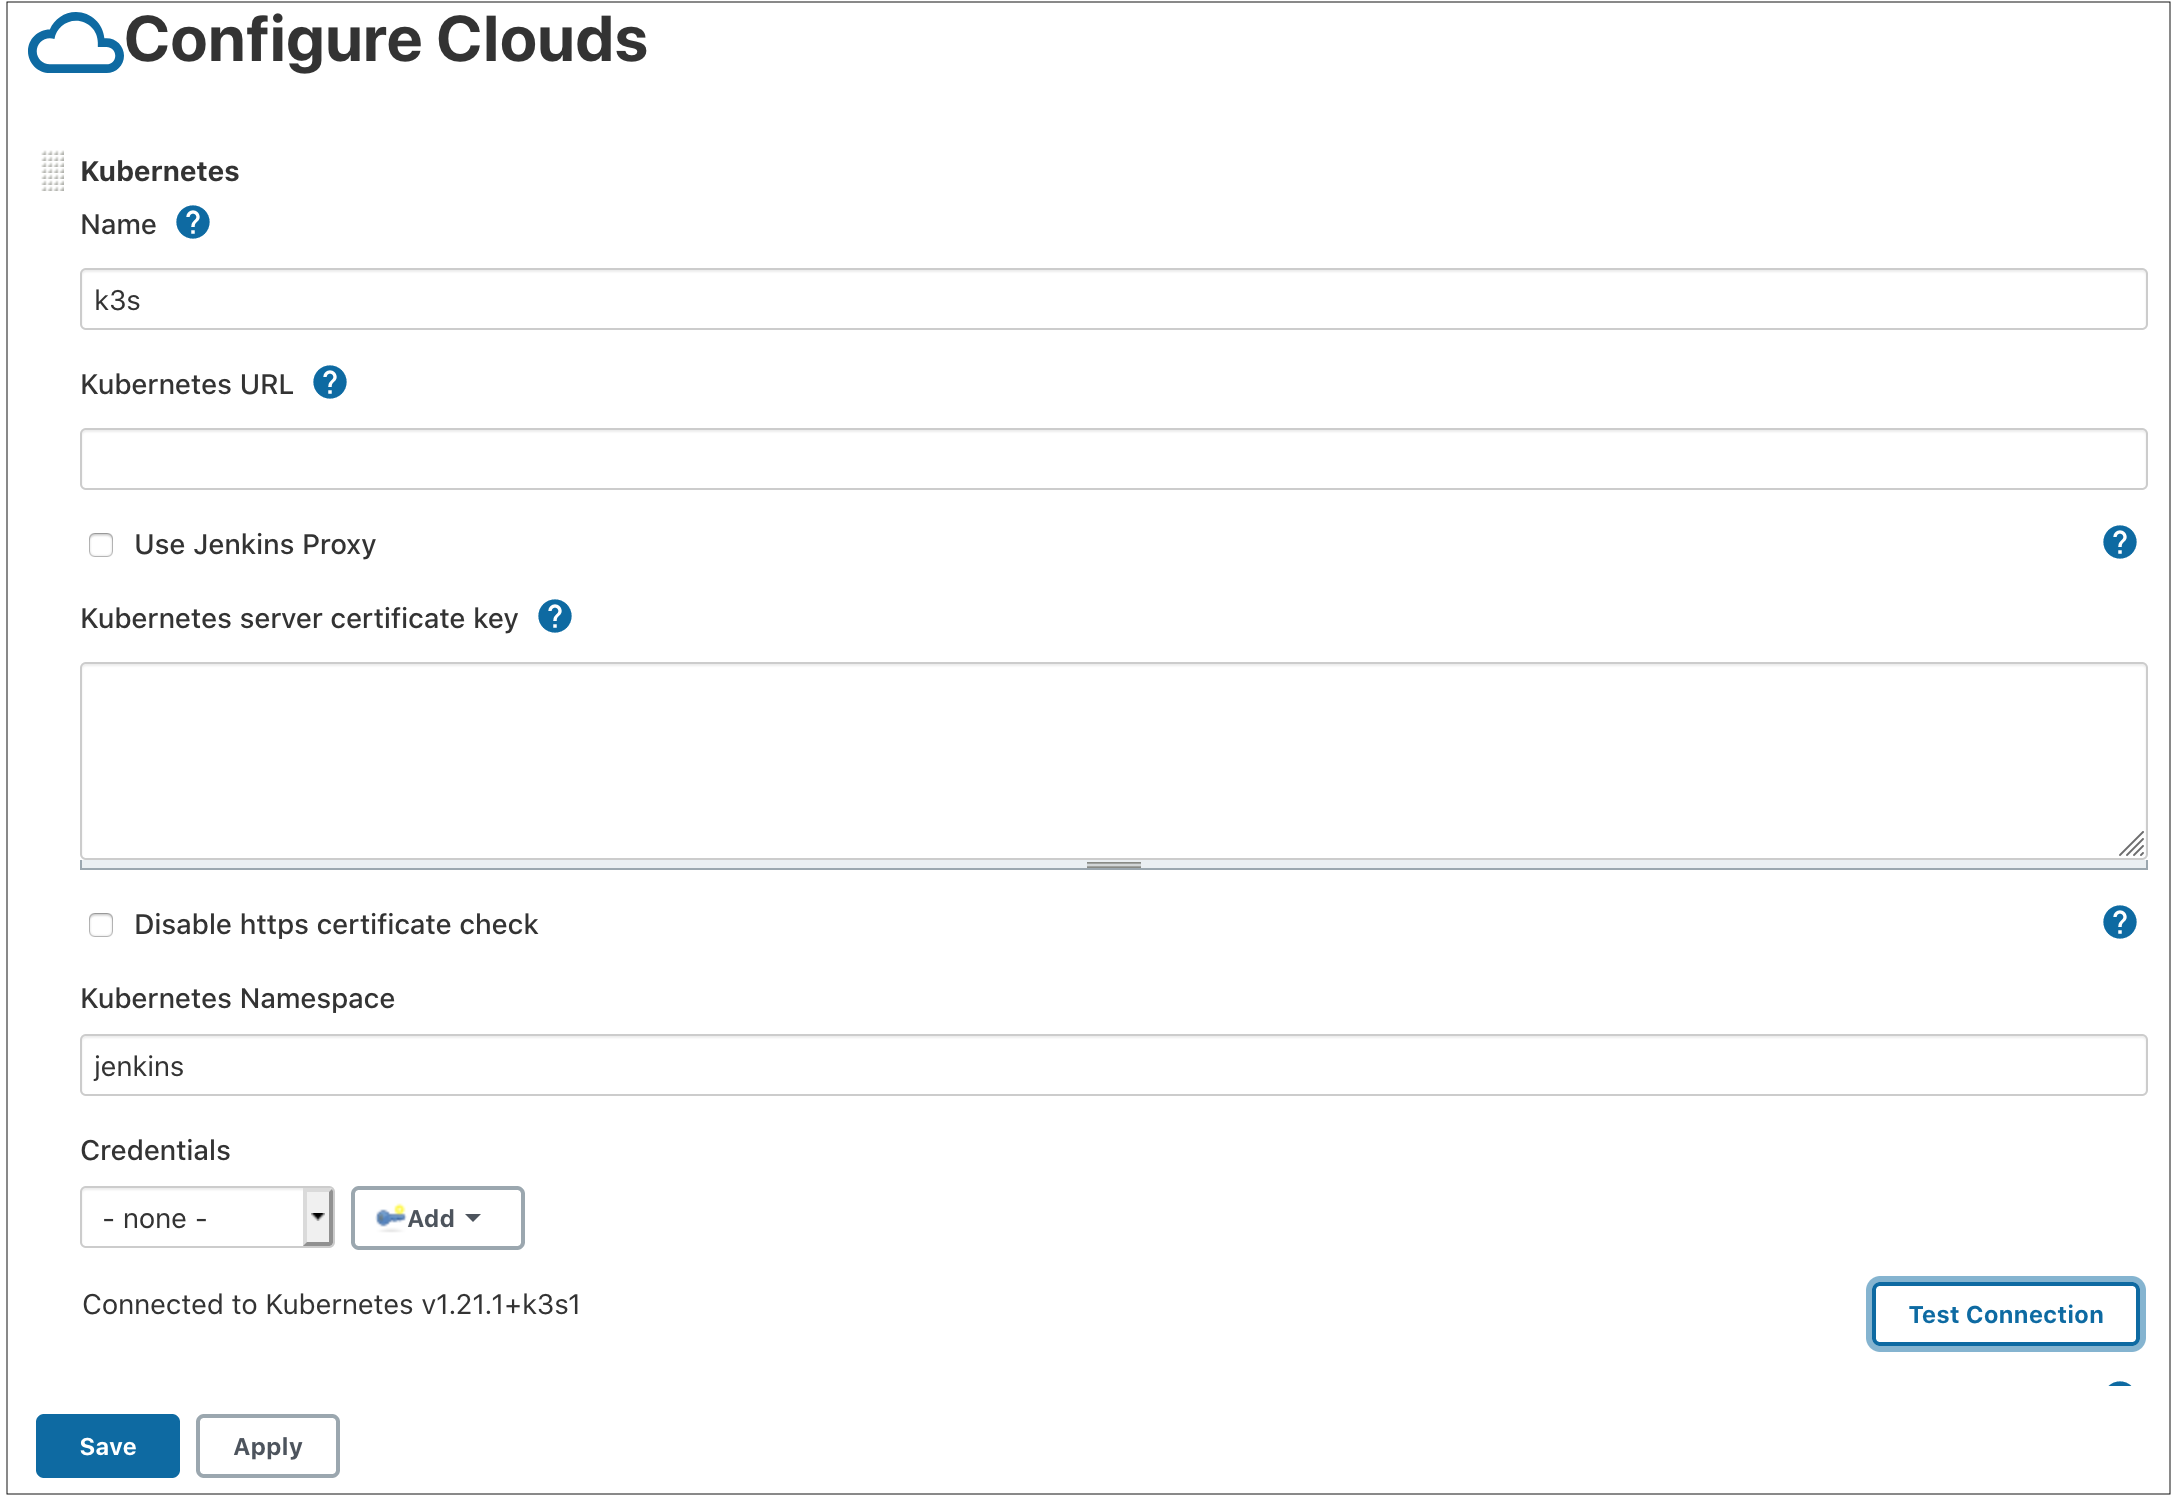 Configure Clouds
Kubernetes
Name ?
k3s
Kubernetes URL ?
Use Jenkins Proxy ?
Kubernetes server certificate key ?
Disable https certificate check ?
Kubernetes Namespace
jenkins
Credentials
- none - Add
Connected to Kubernetes v1.21.1+k3s1
Test Connection
Save Apply